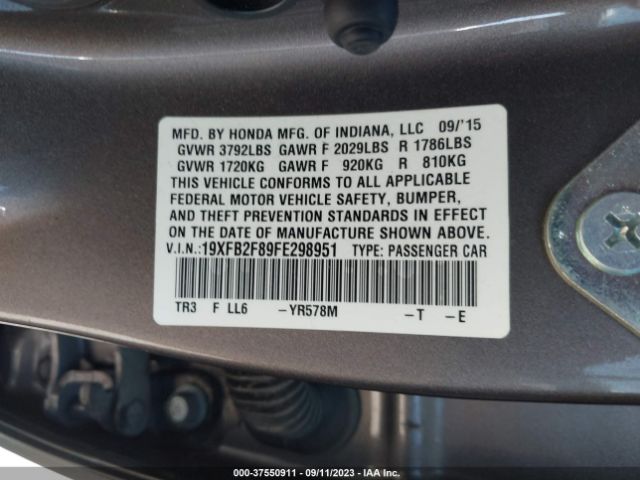 MFD. BY HONDA MFG. OF INDIANA, LLC 09/'15
GVWR 3792LBS GAWR F 2029LBS R 1786LBS
GVWR 1720KG GAWR F 920KG R 810KG
THIS VEHICLE CONFORMS TO ALL APPLICABLE
FEDERAL MOTOR VEHICLE SAFETY, BUMPER,
AND THEFT PREVENTION STANDARDS IN EFFECT
ON THE DATE OF MANUFACTURE SHOWN ABOVE.
V.I.N.:19XFB2F89FE298951 TYPE: PASSENGER CAR
TR3 F LL6 -YR578M -T -E
000-37550911 - 09/11/2023 - IAA Inc.